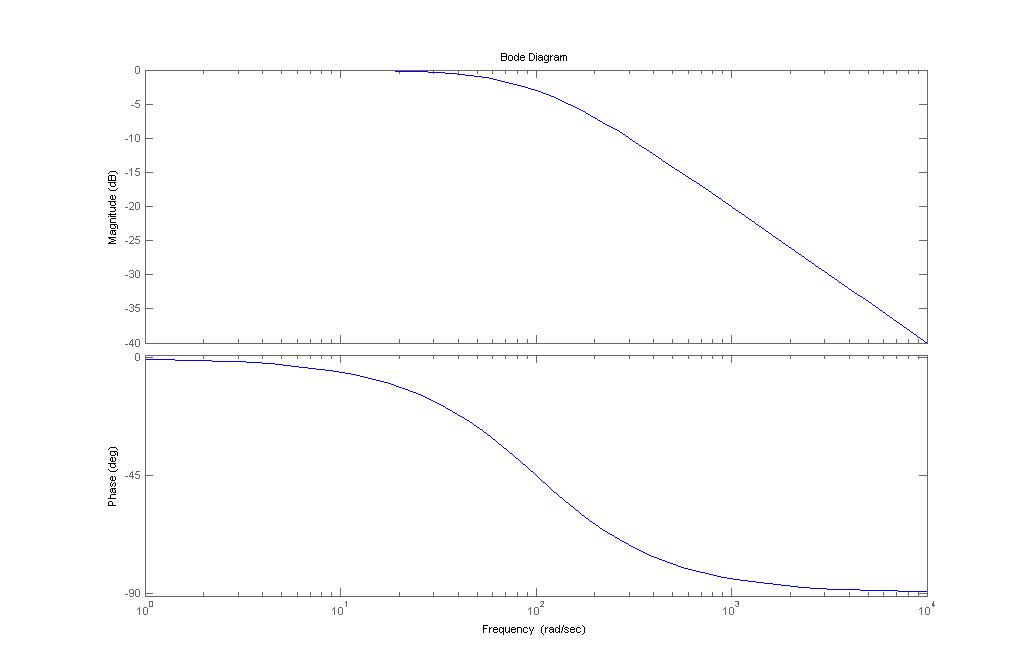 Bode Diagram
Magnitude (dB)
0
-5
-10
-15
-20
-25
-30
-35
-40
Phase (deg)
0
-45
-90
10^0 10^1 10^2 10^3 10^4
Frequency (rad/sec)